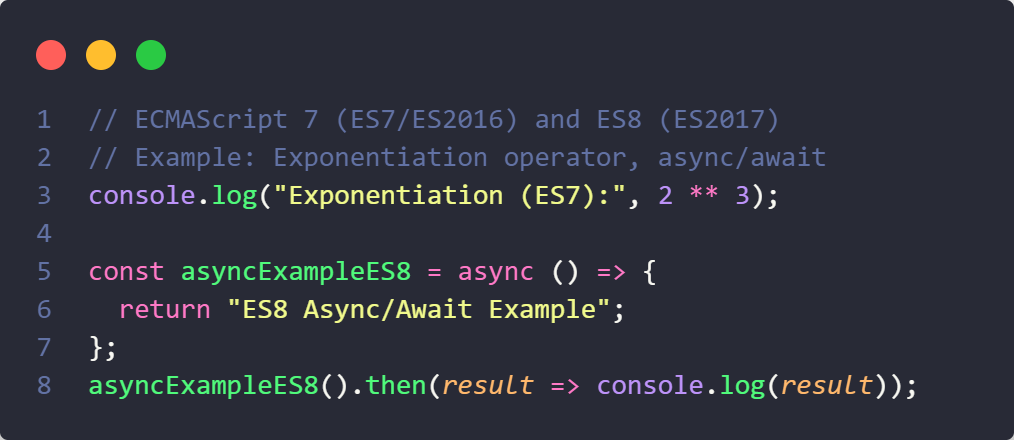 1 // ECMAScript 7 (ES7/ES2016) and ES8 (ES2017)
2 // Example: Exponentiation operator, async/await
3 console.log("Exponentiation (ES7):", 2 ** 3);
4
5 const asyncExampleES8 = async () => {
6   return "ES8 Async/Await Example";
7 };
8 asyncExampleES8().then(result => console.log(result));